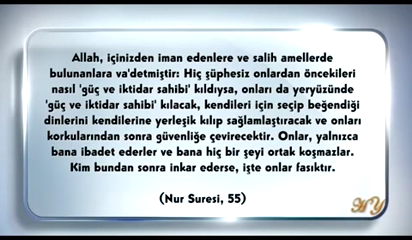 Allah, içinizden iman edenlere ve salih amellerde
bulunanlara va'detmiştir: Hiç şüphesiz onlardan öncekileri
nasıl 'güç ve iktidar sahibi' kıldıysa, onları da yeryüzünde
'güç ve iktidar sahibi' kılacak, kendileri için seçip beğendiği
dinlerini kendilerine yerleşik kılıp sağlamlaştıracak ve onları
korkularından sonra güvenliğe çevirecektir. Onlar, yalnızca
bana ibadet ederler ve bana hiç bir şeyi ortak koşmazlar.
Kim bundan sonra inkar ederse, işte onlar fasıktır.
(Nur Suresi, 55)
HY